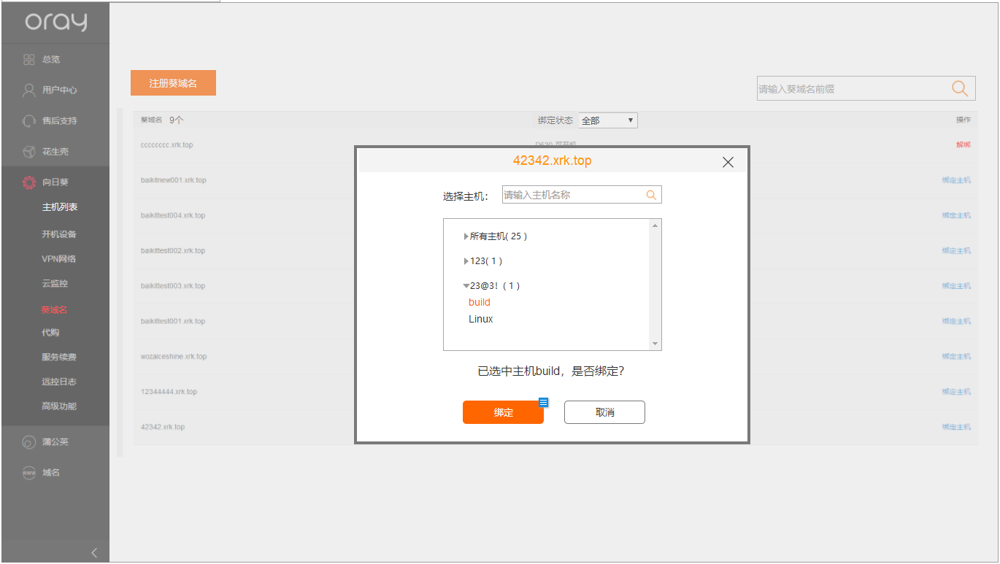 oray
总览
用户中心
售后支持
花生壳
向日葵
主机列表
开机设备
VPN网络
云监控
葵域名
代购
服务续费
远控日志
高级功能
蒲公英
www 域名
注册葵域名
请输入葵域名前缀
葵域名 9个 绑定状态 全部 操作
cccccccc.xrk.top D630 可开机 解绑
baikitnew001.xrk.top 绑定主机
baikittest004.xrk.top 绑定主机
baikittest002.xrk.top 绑定主机
baikittest003.xrk.top 绑定主机
baikittest001.xrk.top 绑定主机
wozaiceshine.xrk.top 绑定主机
12344444.xrk.top 绑定主机
42342.xrk.top 绑定主机
42342.xrk.top
选择主机： 请输入主机名称
所有主机( 25 )
123( 1 )
23@3!（ 1 )
build
Linux
已选中主机build，是否绑定？
绑定 取消